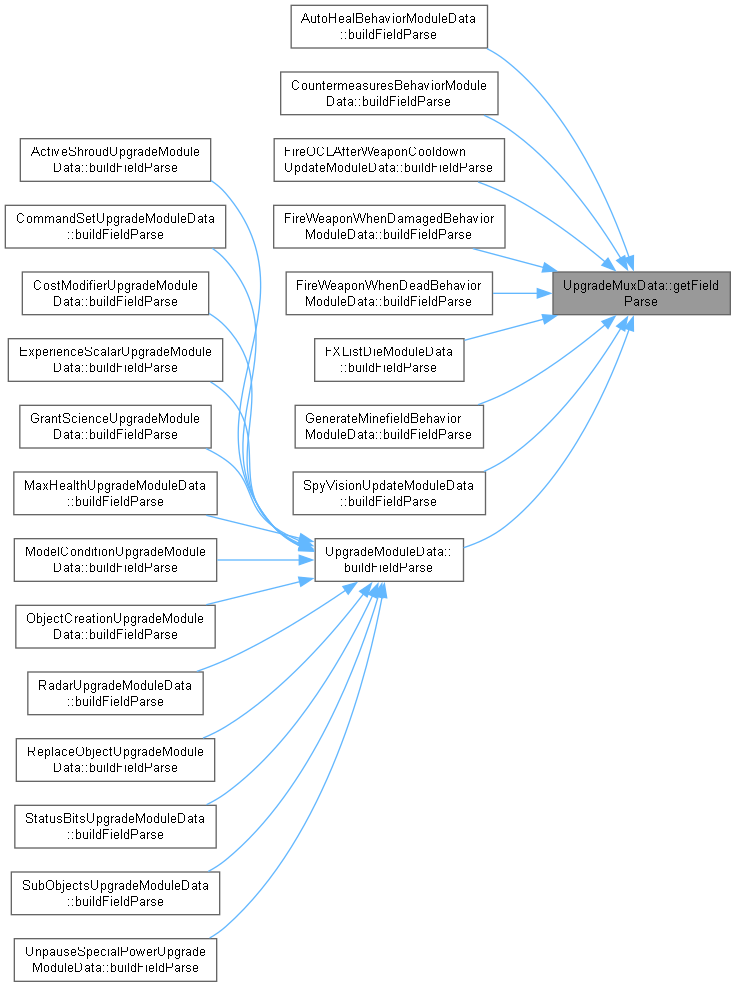 AutoHealBehaviorModuleData
::buildFieldParse
CountermeasuresBehaviorModule
Data::buildFieldParse
FireOCLAfterWeaponCooldown
UpdateModuleData::buildFieldParse
FireWeaponWhenDamagedBehavior
ModuleData::buildFieldParse
FireWeaponWhenDeadBehavior
ModuleData::buildFieldParse
FXListDieModuleData
::buildFieldParse
GenerateMinefieldBehavior
ModuleData::buildFieldParse
SpyVisionUpdateModuleData
::buildFieldParse
UpgradeModuleData::
buildFieldParse
UpgradeMuxData::getField
Parse
ActiveShroudUpgradeModule
Data::buildFieldParse
CommandSetUpgradeModuleData
::buildFieldParse
CostModifierUpgradeModule
Data::buildFieldParse
ExperienceScalarUpgradeModule
Data::buildFieldParse
GrantScienceUpgradeModule
Data::buildFieldParse
MaxHealthUpgradeModuleData
::buildFieldParse
ModelConditionUpgradeModule
Data::buildFieldParse
ObjectCreationUpgradeModule
Data::buildFieldParse
RadarUpgradeModuleData
::buildFieldParse
ReplaceObjectUpgradeModule
Data::buildFieldParse
StatusBitsUpgradeModuleData
::buildFieldParse
SubObjectsUpgradeModuleData
::buildFieldParse
UnpauseSpecialPowerUpgrade
ModuleData::buildFieldParse